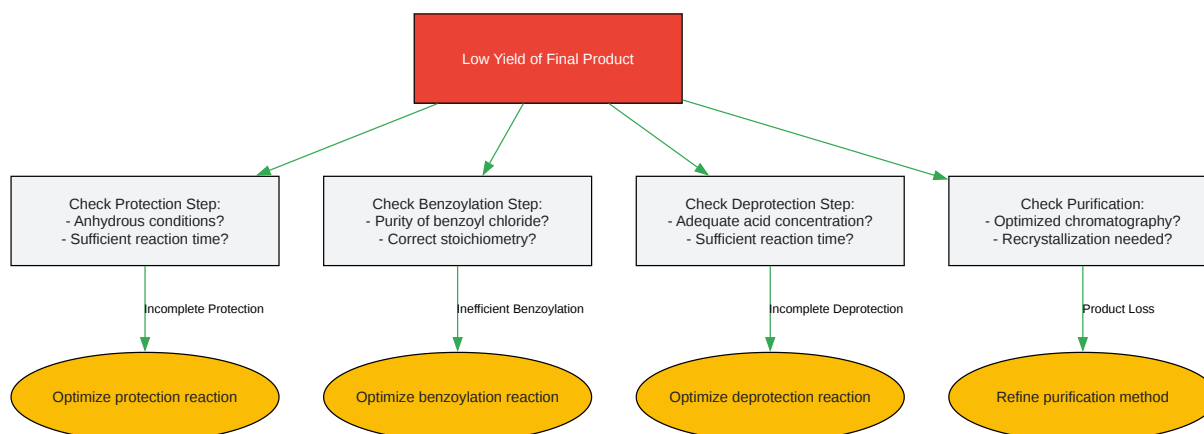 Low Yield of Final Product
Check Protection Step:
- Anhydrous conditions?
- Sufficient reaction time?
Check Benzoylation Step:
- Purity of benzoyl chloride?
- Correct stoichiometry?
Check Deprotection Step:
- Adequate acid concentration?
- Sufficient reaction time?
Check Purification:
- Optimized chromatography?
- Recrystallization needed?
Incomplete Protection
Inefficient Benzoylation
Incomplete Deprotection
Product Loss
Optimize protection reaction
Optimize benzoylation reaction
Optimize deprotection reaction
Refine purification method